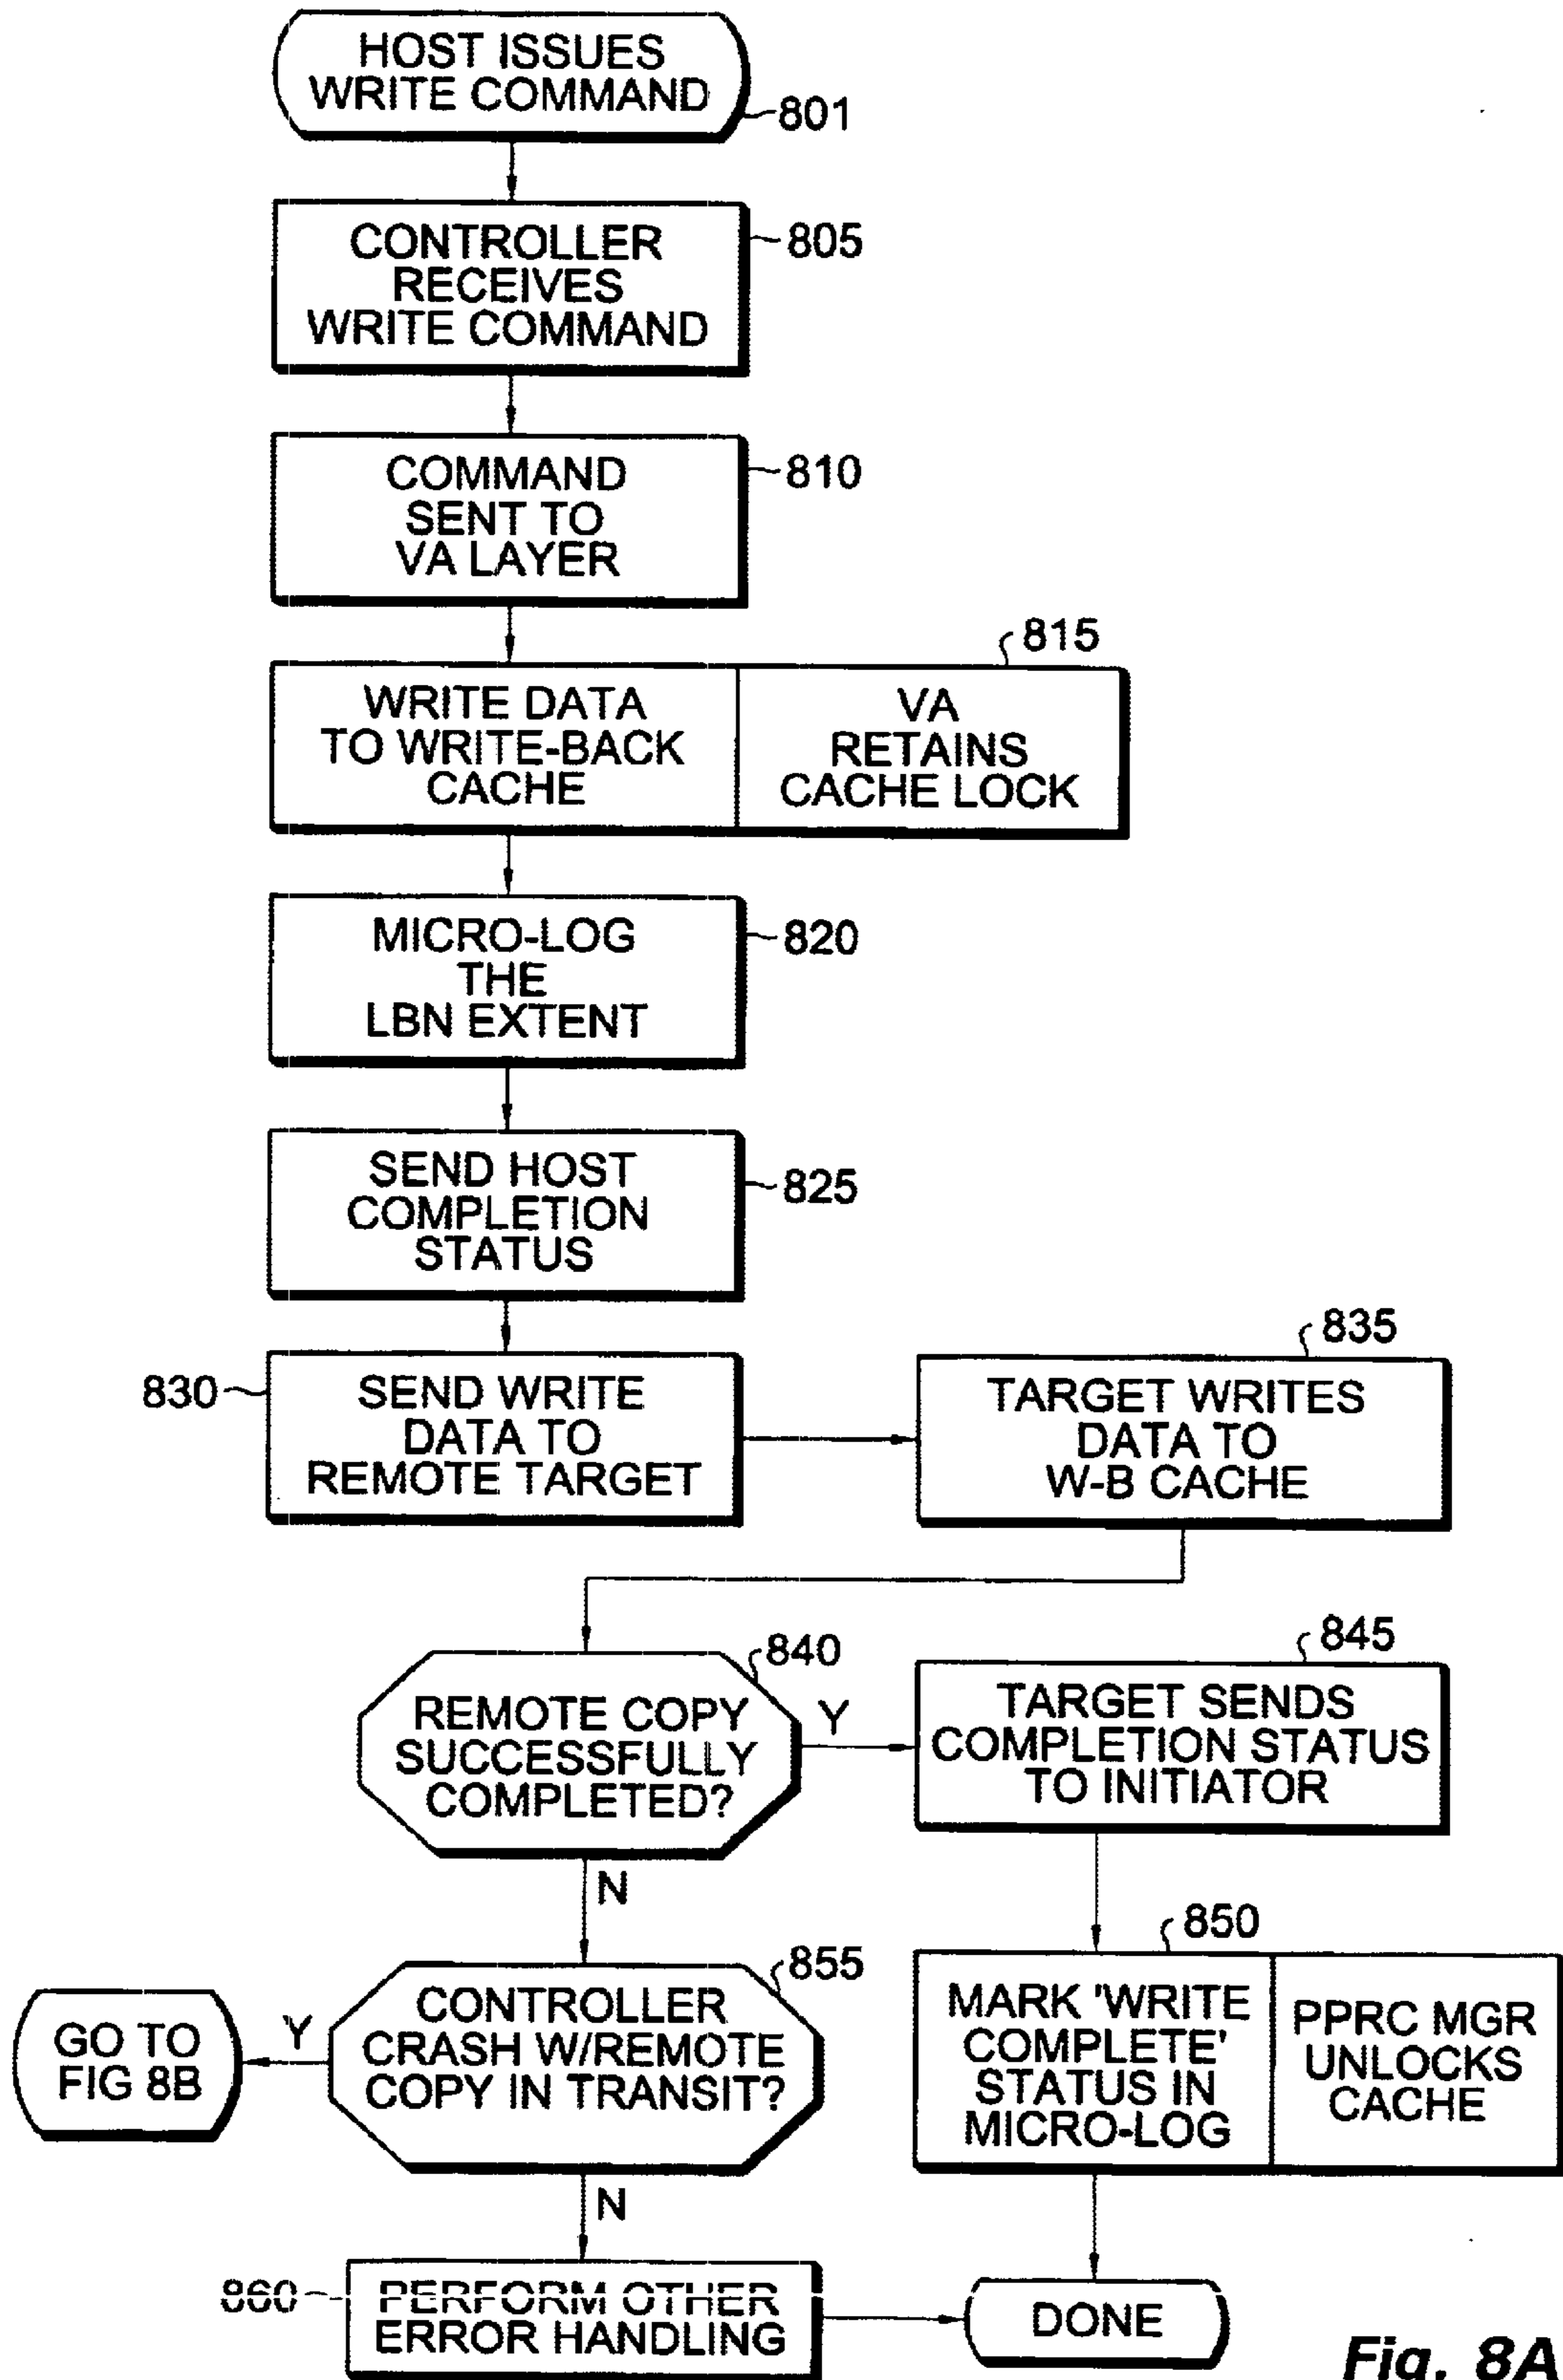 HOST ISSUES
WRITE COMMAND
801
CONTROLLER
RECEIVES
WRITE COMMAND
805
COMMAND
SENT TO
VA LAYER
810
815
WRITE DATA
TO WRITE-BACK
CACHE
VA
RETAINS
CACHE LOCK
MICRO-LOG
THE
LBN EXTENT
820
SEND HOST
COMPLETION
STATUS
825
830
SEND WRITE
DATA TO
REMOTE TARGET
835
TARGET WRITES
DATA TO
W-B CACHE
840
REMOTE COPY
SUCCESSFULLY
COMPLETED?
Y
N
845
TARGET SENDS
COMPLETION STATUS
TO INITIATOR
850
MARK 'WRITE
COMPLETE'
STATUS IN
MICRO-LOG
PPRC MGR
UNLOCKS
CACHE
855
CONTROLLER
CRASH W/REMOTE
COPY IN TRANSIT?
Y
GO TO
FIG 8B
N
860
PERFORM OTHER
ERROR HANDLING
DONE
Fig. 8A